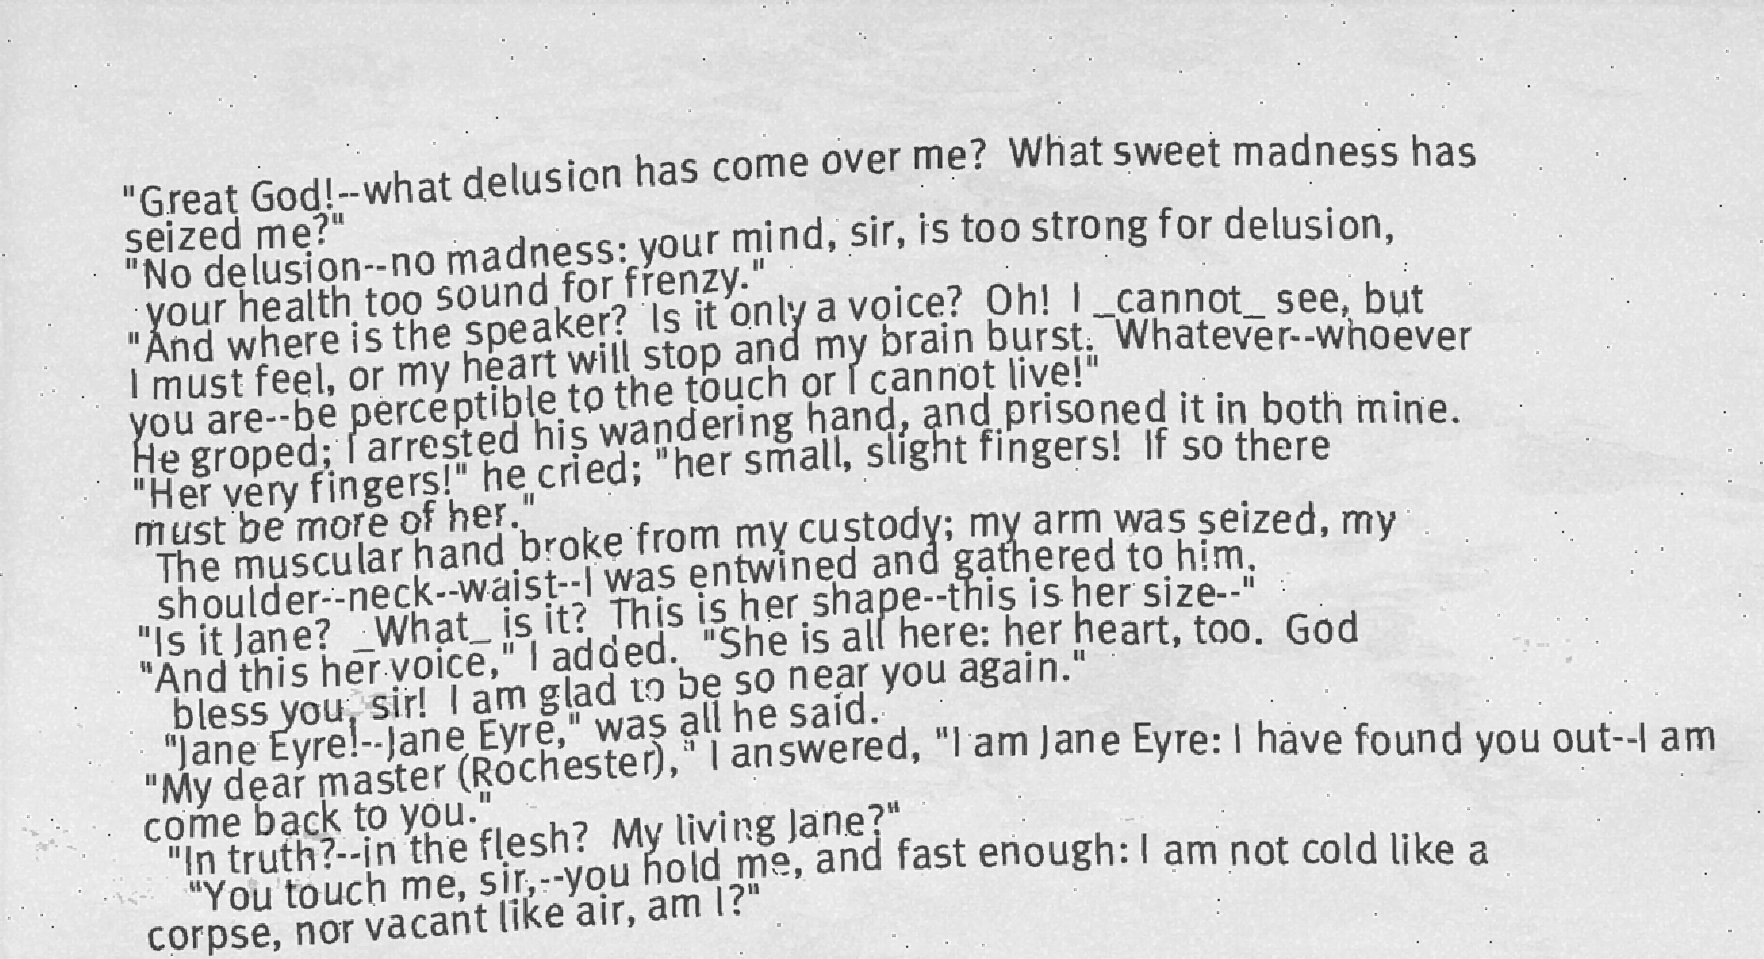 "Great God!--what delusion has come over me?  What sweet madness has
seized me?"
"No delusion--no madness: your mind, sir, is too strong for delusion,
your health too sound for frenzy."
"And where is the speaker?  Is it only a voice?  Oh! I _cannot_ see, but
I must feel, or my heart will stop and my brain burst.  Whatever--whoever
you are--be perceptible to the touch or I cannot live!"
He groped; I arrested his wandering hand, and prisoned it in both mine.
"Her very fingers!" he cried; "her small, slight fingers!  If so there
must be more of her."
The muscular hand broke from my custody; my arm was seized, my
shoulder--neck--waist--I was entwined and gathered to him.
"Is it Jane?  _What_ is it?  This is her shape--this is her size--"
"And this her voice," I added.  "She is all here: her heart, too.  God
bless you, sir!  I am glad to be so near you again."
"Jane Eyre!--Jane Eyre," was all he said.
"My dear master (Rochester)," I answered, "I am Jane Eyre: I have found you out--I am
come back to you."
"In truth?--in the flesh?  My living Jane?"
"You touch me, sir,--you hold me, and fast enough: I am not cold like a
corpse, nor vacant like air, am I?"